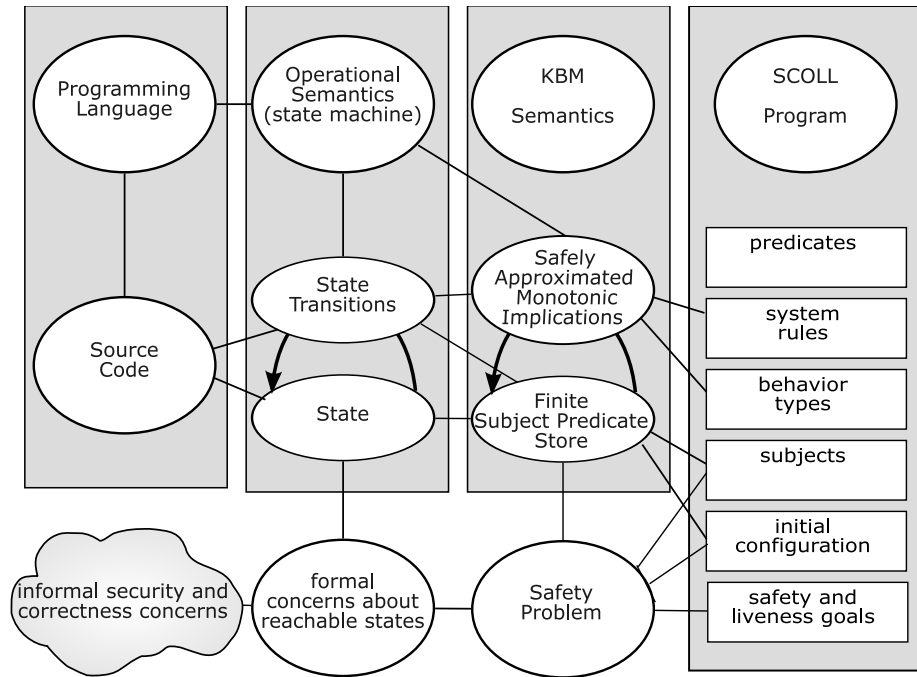 Programming
Language
Operational
Semantics
(state machine)
KBM
Semantics
SCOLL
Program
State
Transitions
Safely
Approximated
Monotonic
Implications
predicates
system
rules
Source
Code
State
Finite
Subject Predicate
Store
behavior
types
subjects
initial
configuration
informal security and
correctness concerns
formal
concerns about
reachable states
Safety
Problem
safety and
liveness goals